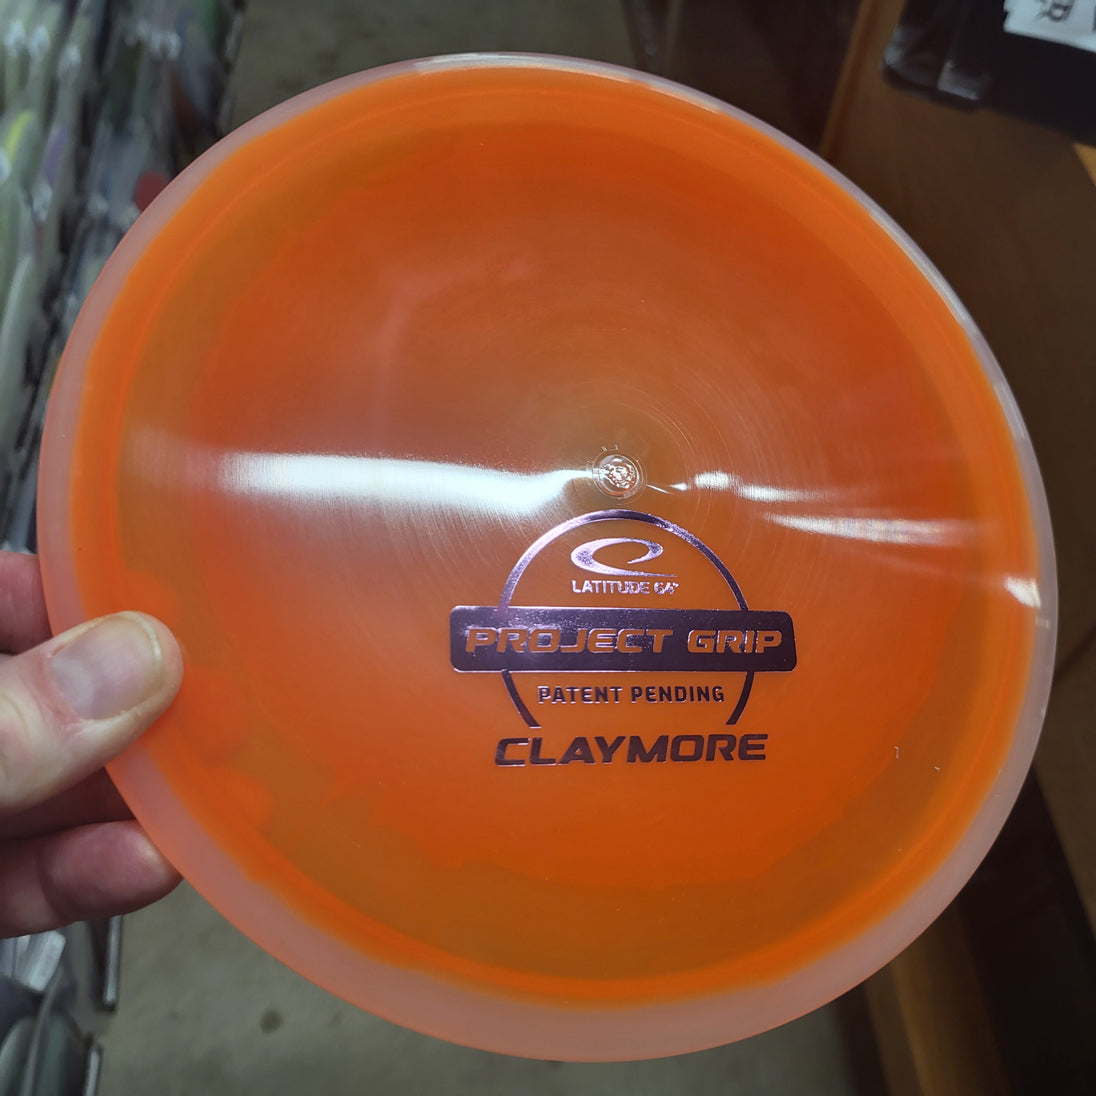 LATITUDE 64°
PROJECT GRIP
PATENT PENDING
CLAYMORE